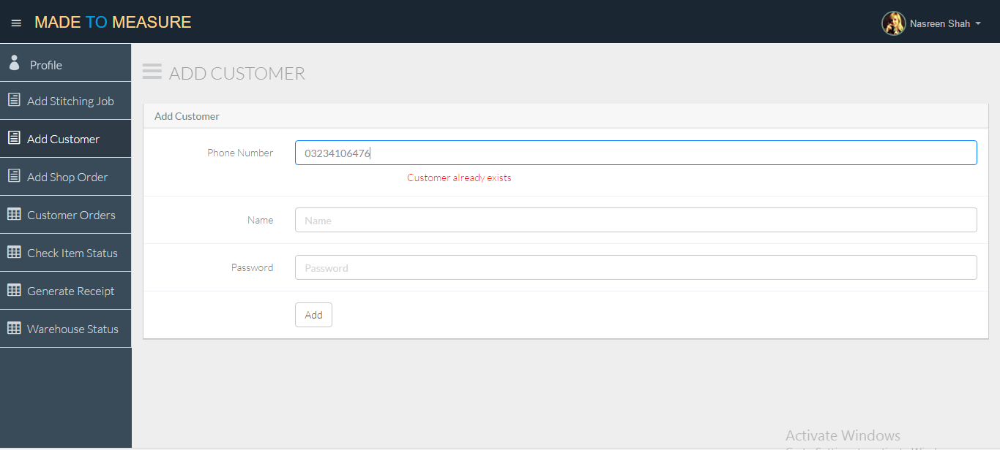 MADE TO MEASURE
Nasreen Shah
Profile
Add Stitching Job
Add Customer
Add Shop Order
Customer Orders
Check Item Status
Generate Receipt
Warehouse Status
ADD CUSTOMER
Add Customer
Phone Number
03234106476
Customer already exists
Name
Name
Password
Password
Add
Activate Windows